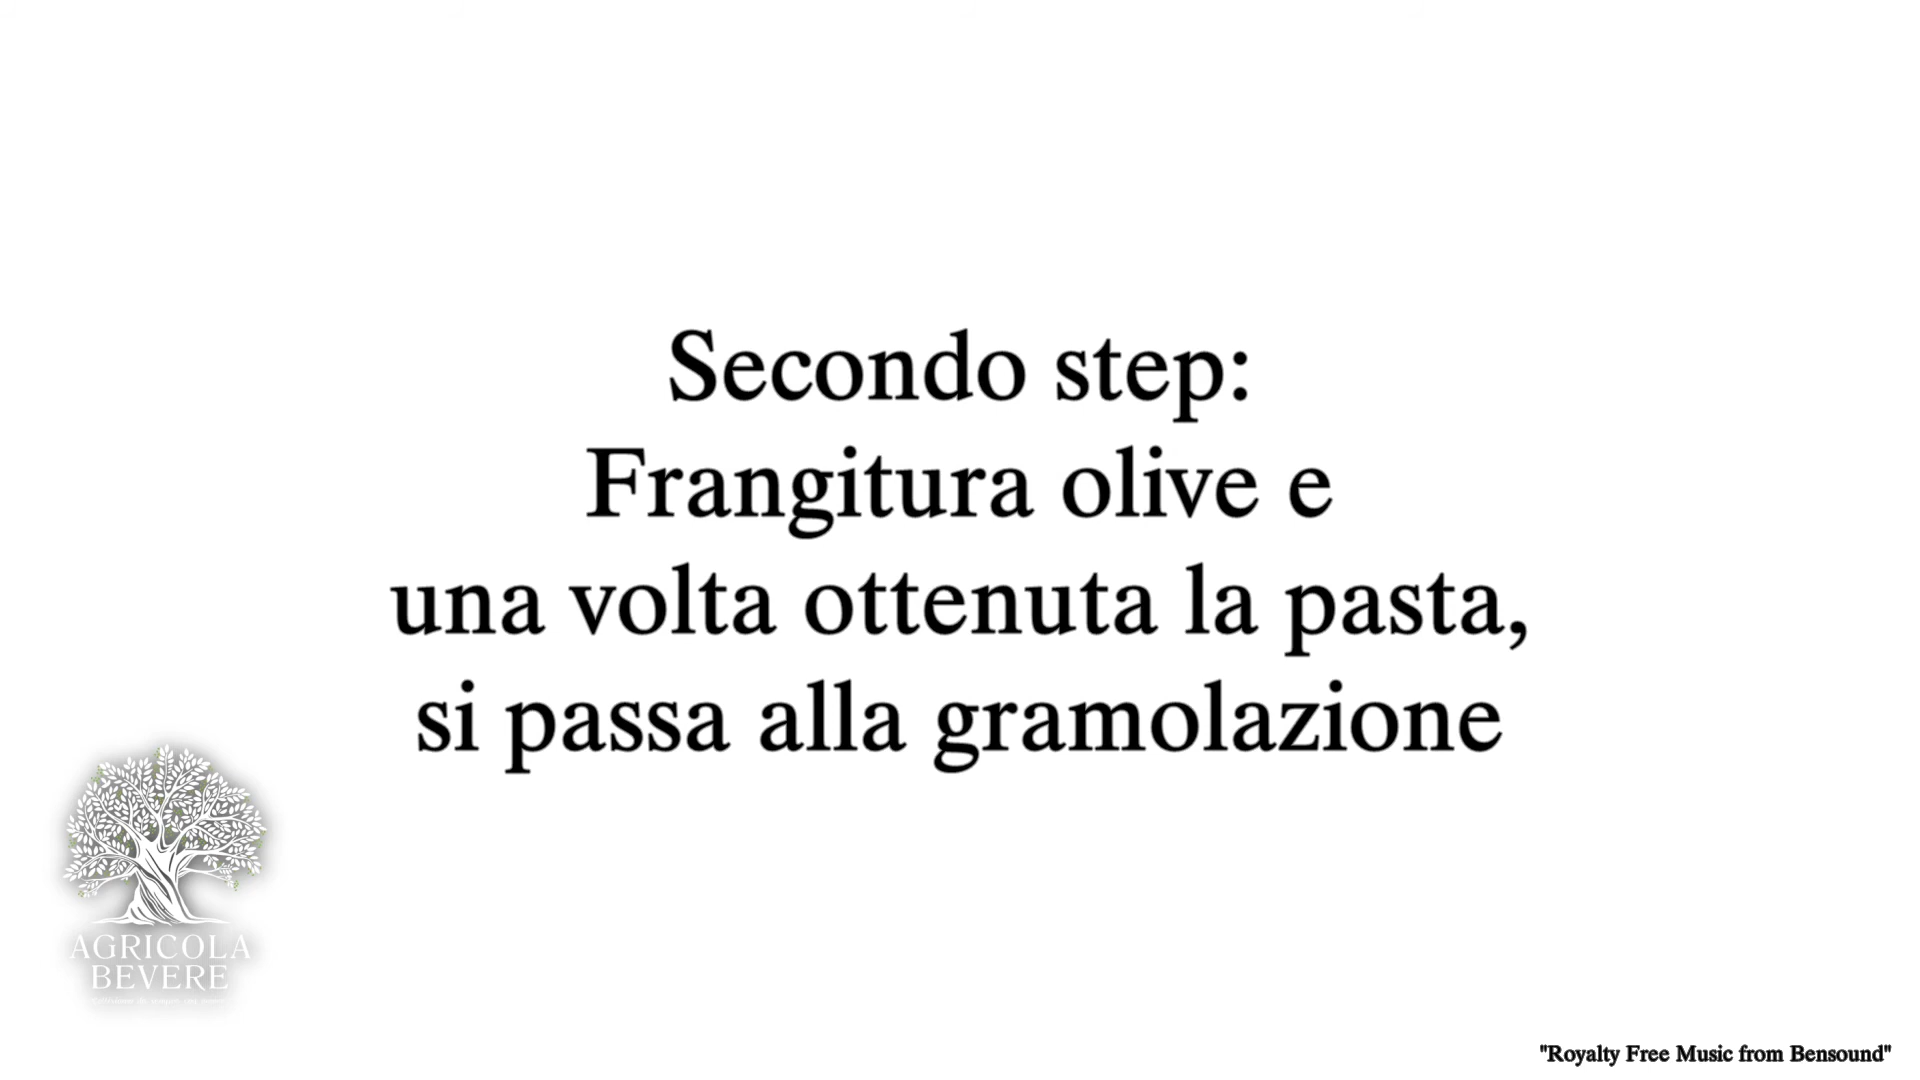 Secondo step:
Frangitura olive e
una volta ottenuta la pasta,
si passa alla gramolazione
AGRICOLA
BEVERE
"Royalty Free Music from Bensound"